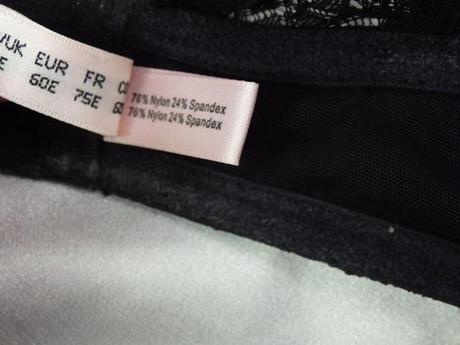 UK EUR FR
60E 75E
76% Nylon 24% Spandex
76% Nylon 24% Spandex